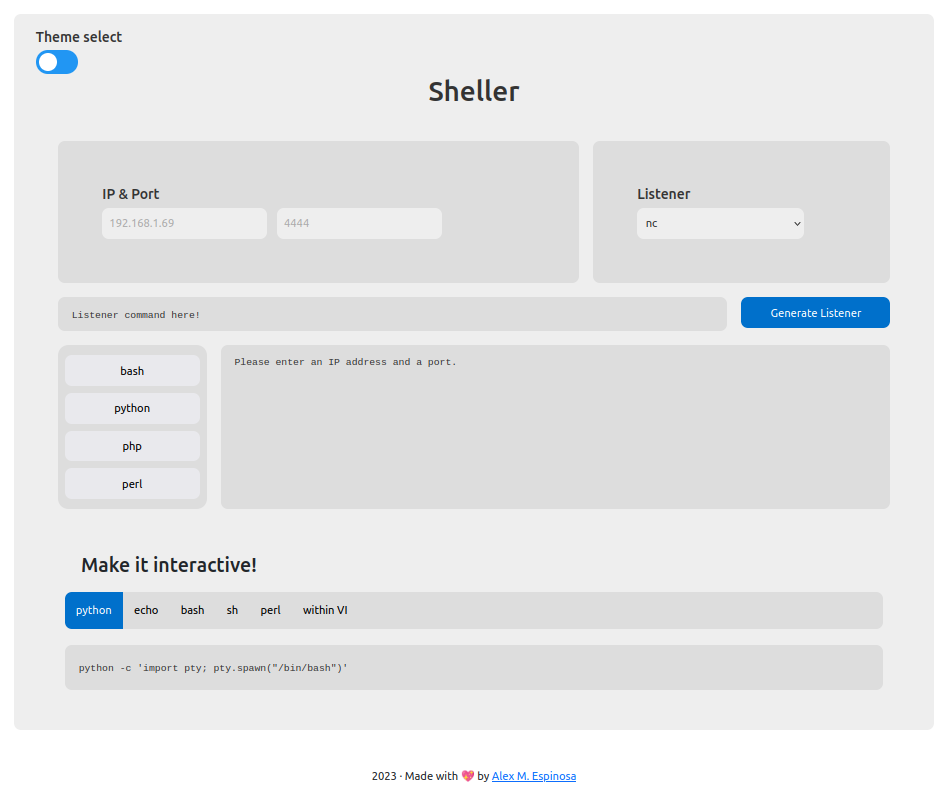 Theme select
Sheller
IP & Port
Listener
192.168.1.69
4444
nc
Listener command here!
Generate Listener
bash
python
php
perl
Please enter an IP address and a port.
Make it interactive!
python echo bash sh perl within VI
python -c 'import pty; pty.spawn("/bin/bash")'
2023 · Made with 💖 by Alex M. Espinosa